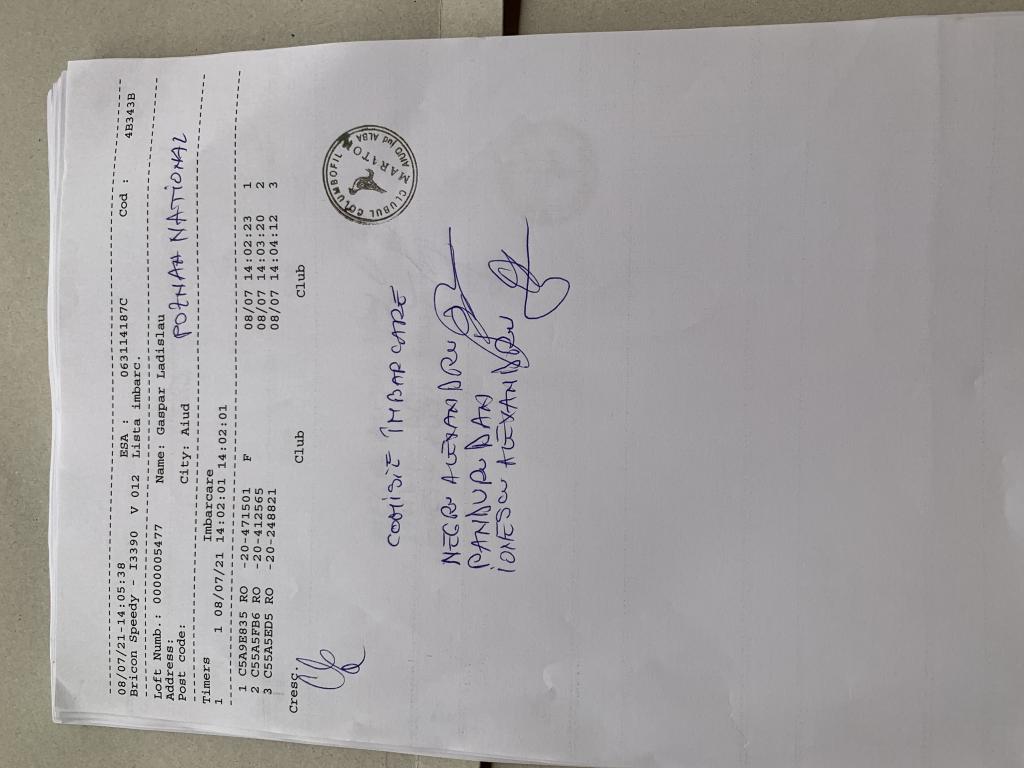 08/07/21-14:05:38 ESA : 063114187C Cod : 4B343B
Bricon Speedy - I3390 V 012 Lista imbarc.
Loft Numb.: 0000005477 Name: Gaspar Ladislau
Address:
Post code: City: Aiud
POZNAN NATIONAL
Timers Imbarcare
1 1 08/07/21 14:02:01 14:02:01
1 C5A9E835 RO -20-471501 F 08/07 14:02:23 1
2 C55A5FB6 RO -20-412565 08/07 14:03:20 2
3 C55A5ED5 RO -20-248821 08/07 14:04:12 3
Cresc. Club Club
CLUBUL COLUMBOFIL
MARITO
AIUD jud ALBA
COMISIE IMBARCARE
NEGRU ALEXANDRU
PANDURU DAN
IONESCU ALEXANDRU